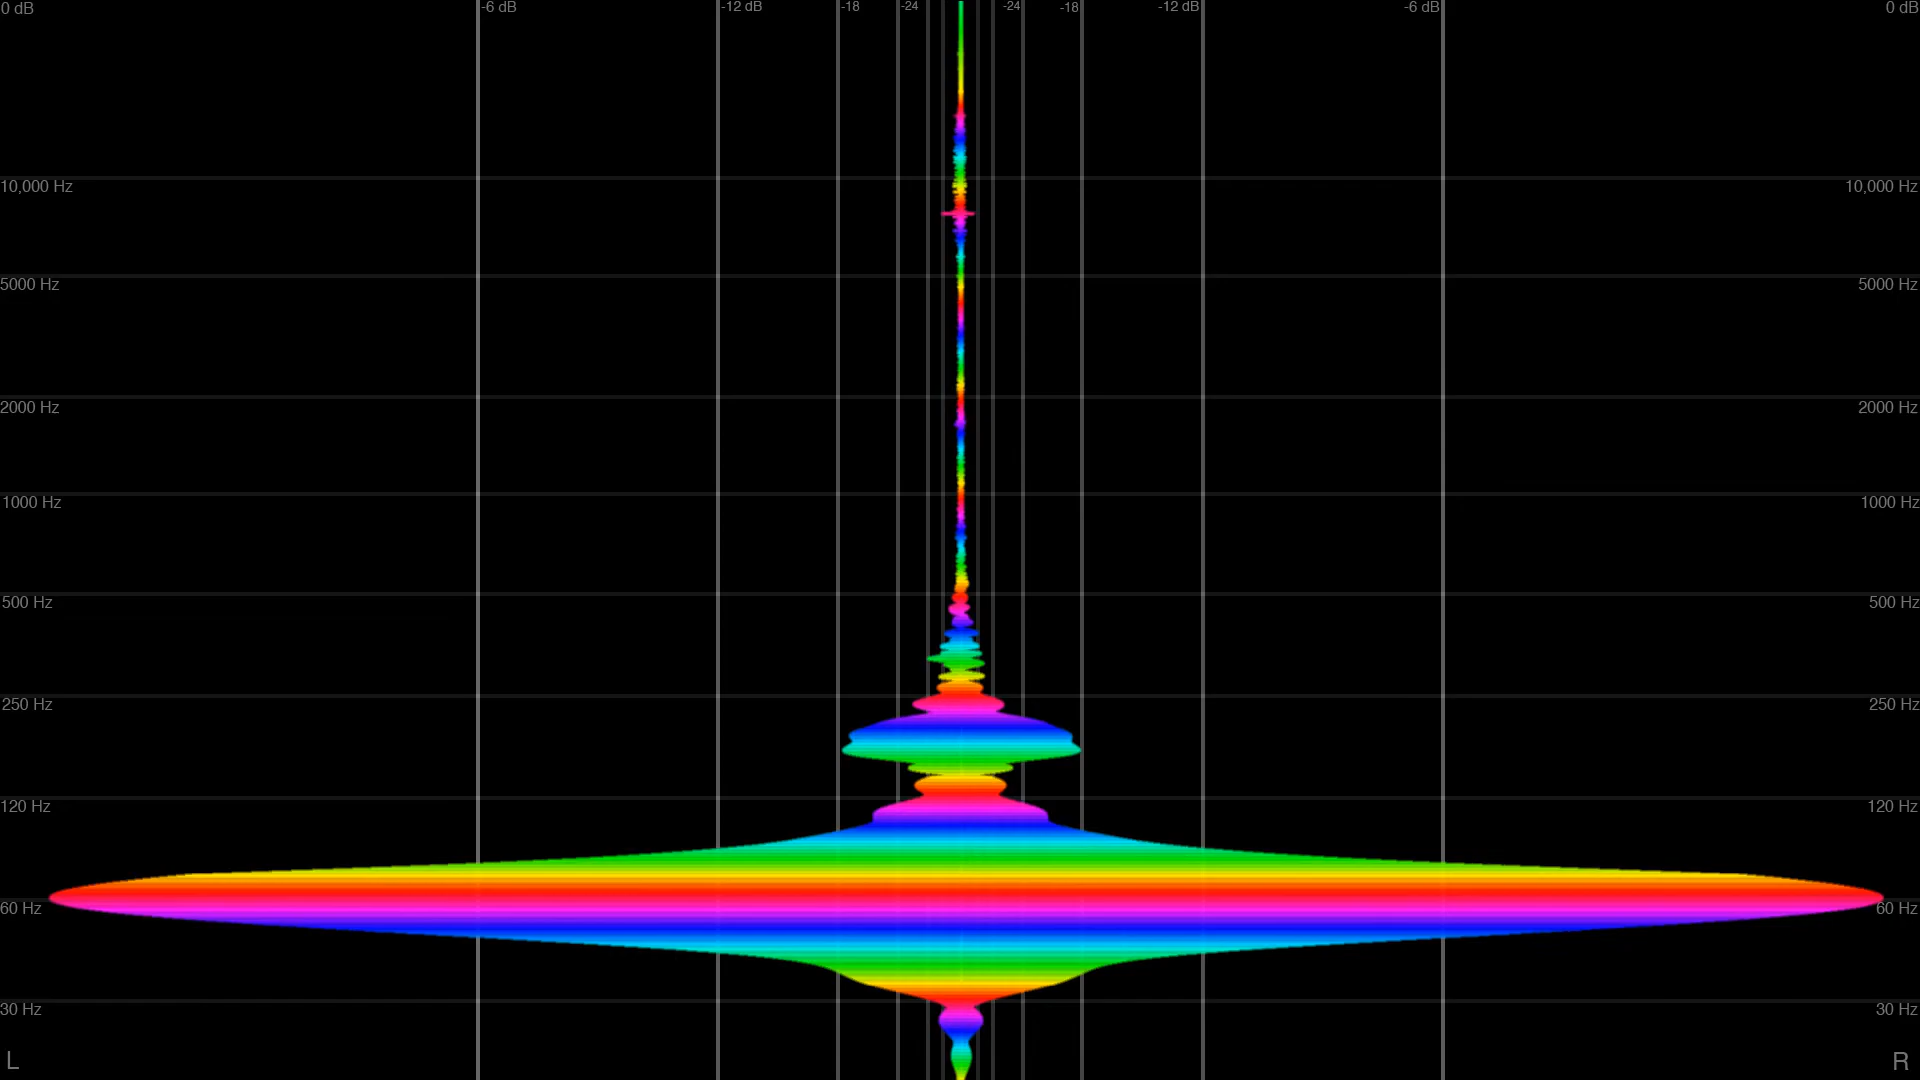 0 dB -6 dB -12 dB -18 -24 -24 -18 -12 dB -6 dB 0 dB
10,000 Hz 10,000 Hz
5000 Hz 5000 Hz
2000 Hz 2000 Hz
1000 Hz 1000 Hz
500 Hz 500 Hz
250 Hz 250 Hz
120 Hz 120 Hz
60 Hz 60 Hz
30 Hz 30 Hz
L R